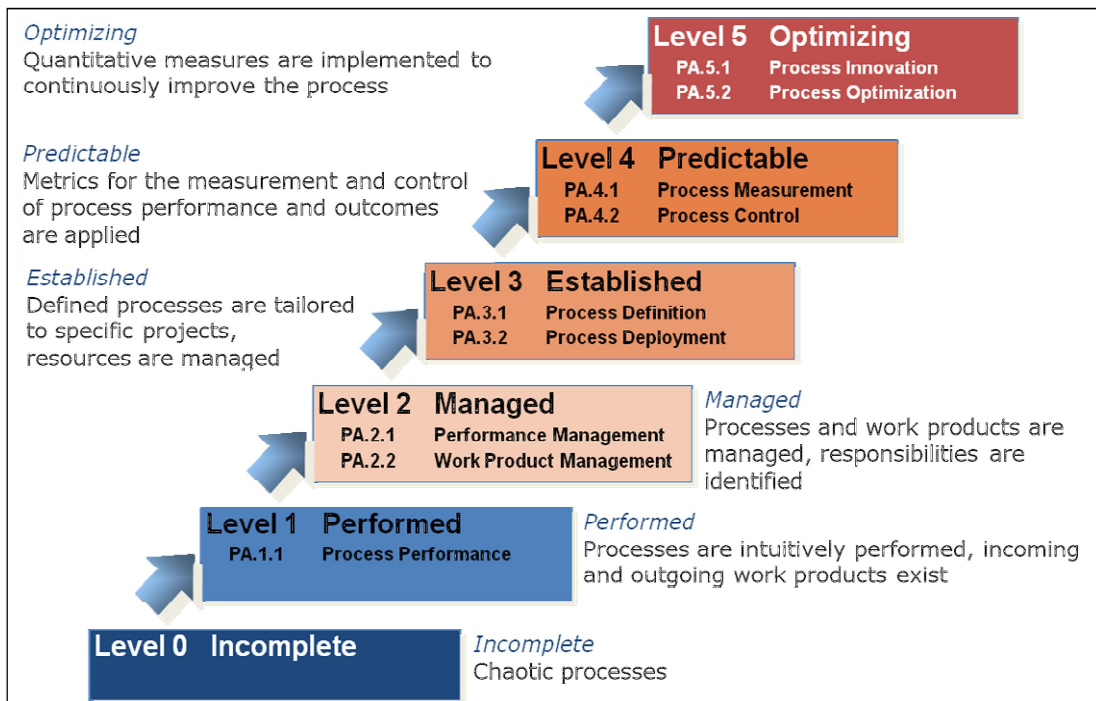 Optimizing
Quantitative measures are implemented to
continuously improve the process
Level 5 Optimizing
PA.5.1 Process Innovation
PA.5.2 Process Optimization
Predictable
Metrics for the measurement and control
of process performance and outcomes
are applied
Level 4 Predictable
PA.4.1 Process Measurement
PA.4.2 Process Control
Established
Defined processes are tailored
to specific projects,
resources are managed
Level 3 Established
PA.3.1 Process Definition
PA.3.2 Process Deployment
Level 2 Managed
PA.2.1 Performance Management
PA.2.2 Work Product Management
Managed
Processes and work products are
managed, responsibilities are
identified
Level 1 Performed
PA.1.1 Process Performance
Performed
Processes are intuitively performed, incoming
and outgoing work products exist
Level 0 Incomplete
Incomplete
Chaotic processes